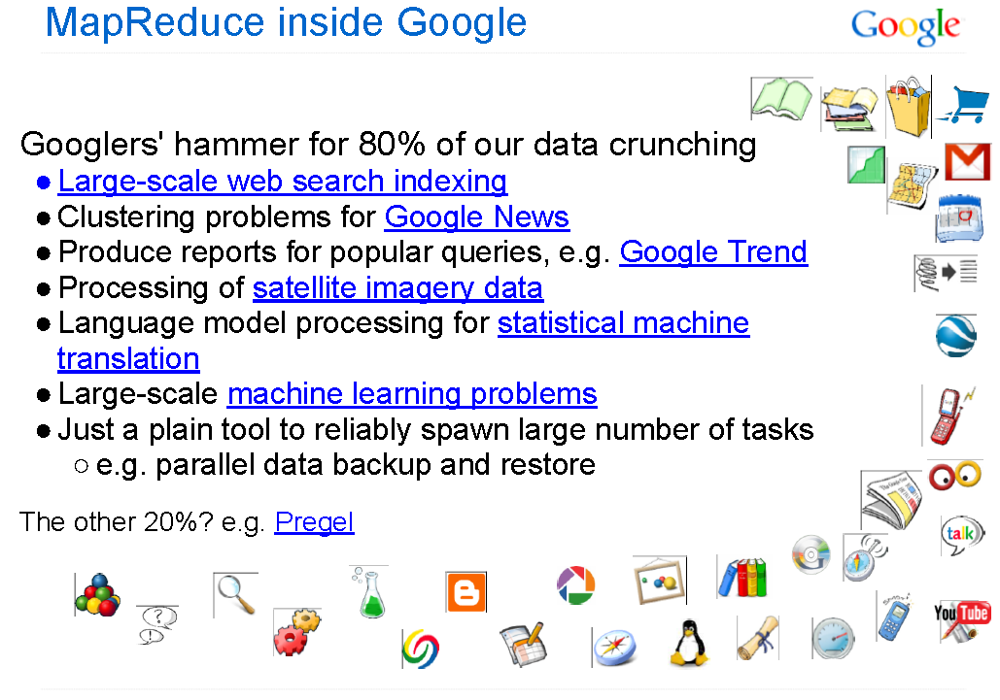 MapReduce inside Google
Google
Googlers' hammer for 80% of our data crunching
● Large-scale web search indexing
● Clustering problems for Google News
● Produce reports for popular queries, e.g. Google Trend
● Processing of satellite imagery data
● Language model processing for statistical machine
translation
● Large-scale machine learning problems
● Just a plain tool to reliably spawn large number of tasks
○ e.g. parallel data backup and restore
The other 20%? e.g. Pregel
talk
You Tube